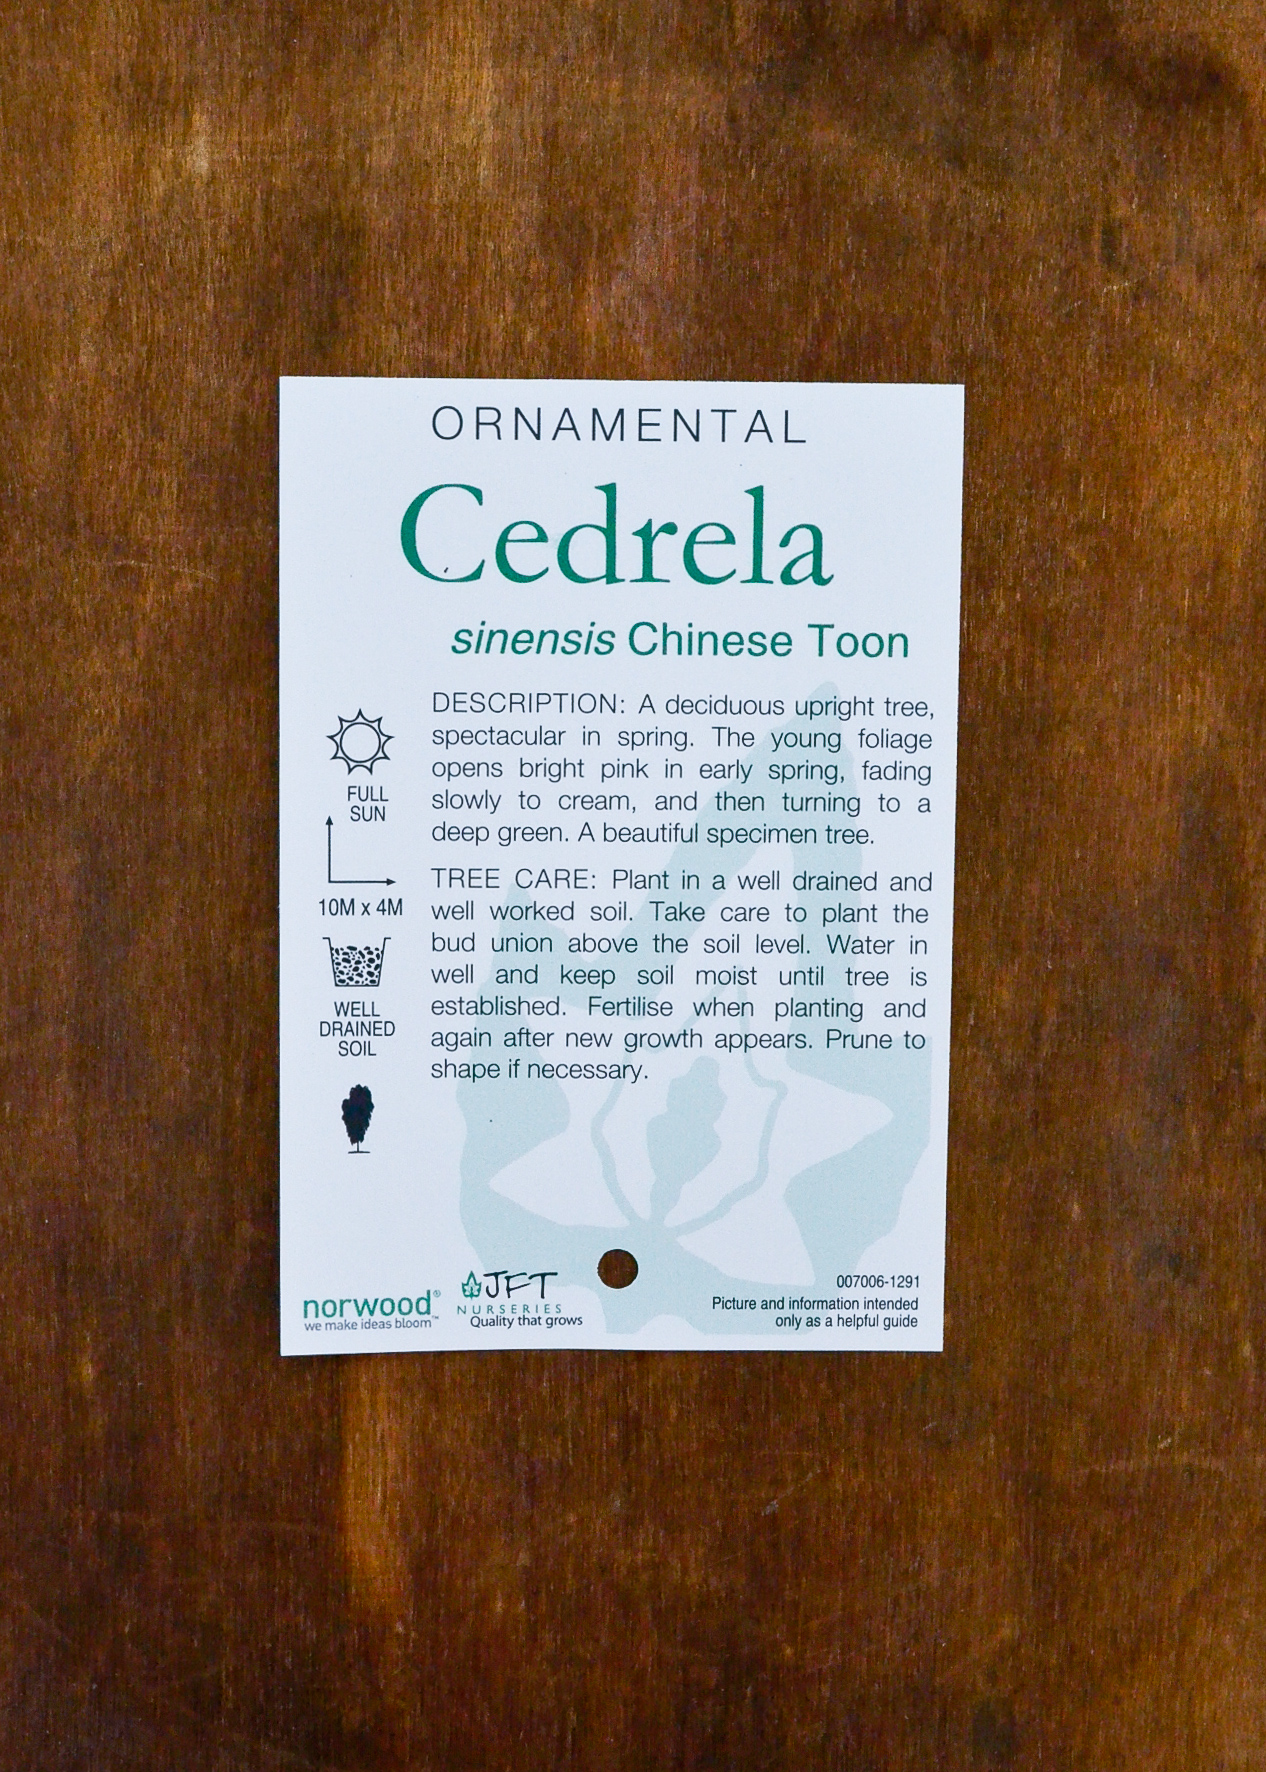 ORNAMENTAL
Cedrela
sinensis Chinese Toon
DESCRIPTION: A deciduous upright tree,
spectacular in spring. The young foliage
opens bright pink in early spring, fading
slowly to cream, and then turning to a
deep green. A beautiful specimen tree.
TREE CARE: Plant in a well drained and
well worked soil. Take care to plant the
bud union above the soil level. Water in
well and keep soil moist until tree is
established. Fertilise when planting and
again after new growth appears. Prune to
shape if necessary.
FULL
SUN
10M x 4M
WELL
DRAINED
SOIL
norwood®
we make ideas bloom™
JFT
NURSERIES
Quality that grows
007006-1291
Picture and information intended
only as a helpful guide